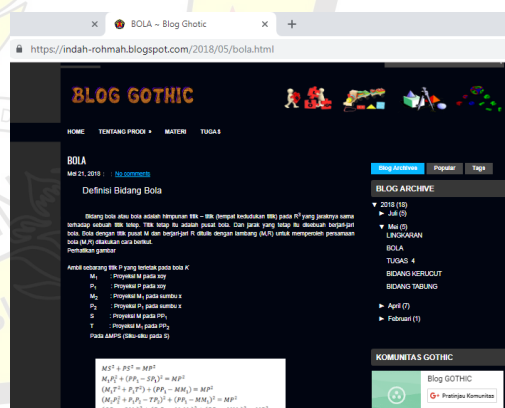 BOLA ~ Blog Ghotic
https://indah-rohmah.blogspot.com/2018/05/bola.html
BLOG GOTHIC
HOME TENTANG PRODI MATERI TUGAS
BOLA
Mei 21, 2018 : : No comments
Definisi Bidang Bola
Bidang bola atau bola adalah himpunan titik – titik (tempat kedudukan titik) pada R³ yang jaraknya sama
terhadap sebuah titik tetap. Titik tetap itu adalah pusat bola. Dan jarak yang tetap itu disebuah berjari-jari
bola. Bola dengan titik pusat M dan berjari-jari R ditulis dengan lambang (M,R) untuk memperoleh persamaan
bola (M,R) dilakukan cara berikut.
Perhatikan gambar
Ambil sebarang titik P yang terletak pada bola K
M₁ : Proyeksi M pada xoy
P₁ : Proyeksi P pada xoy
M₂ : Proyeksi M₁ pada sumbu x
P₂ : Proyeksi P₁ pada sumbu x
S : Proyeksi M pada PP₁
T : Proyeksi M₁ pada PP₂
Pada ΔMPS (Siku-siku pada S)
MS² + PS² = MP²
M₁P₁² + (PP₁ − SP₁)² = MP²
(M₁T² + P₁T²) + (PP₁ − MM₁)² = MP²
Blog Archives Popular Tags
BLOG ARCHIVE
▼ 2018 (18)
► Juli (5)
▼ Mei (5)
LINGKARAN
BOLA
TUGAS 4
BIDANG KERUCUT
BIDANG TABUNG
► April (7)
► Februari (1)
KOMUNITAS GOTHIC
Blog GOTHIC
G+ Pratinjau Komunitas